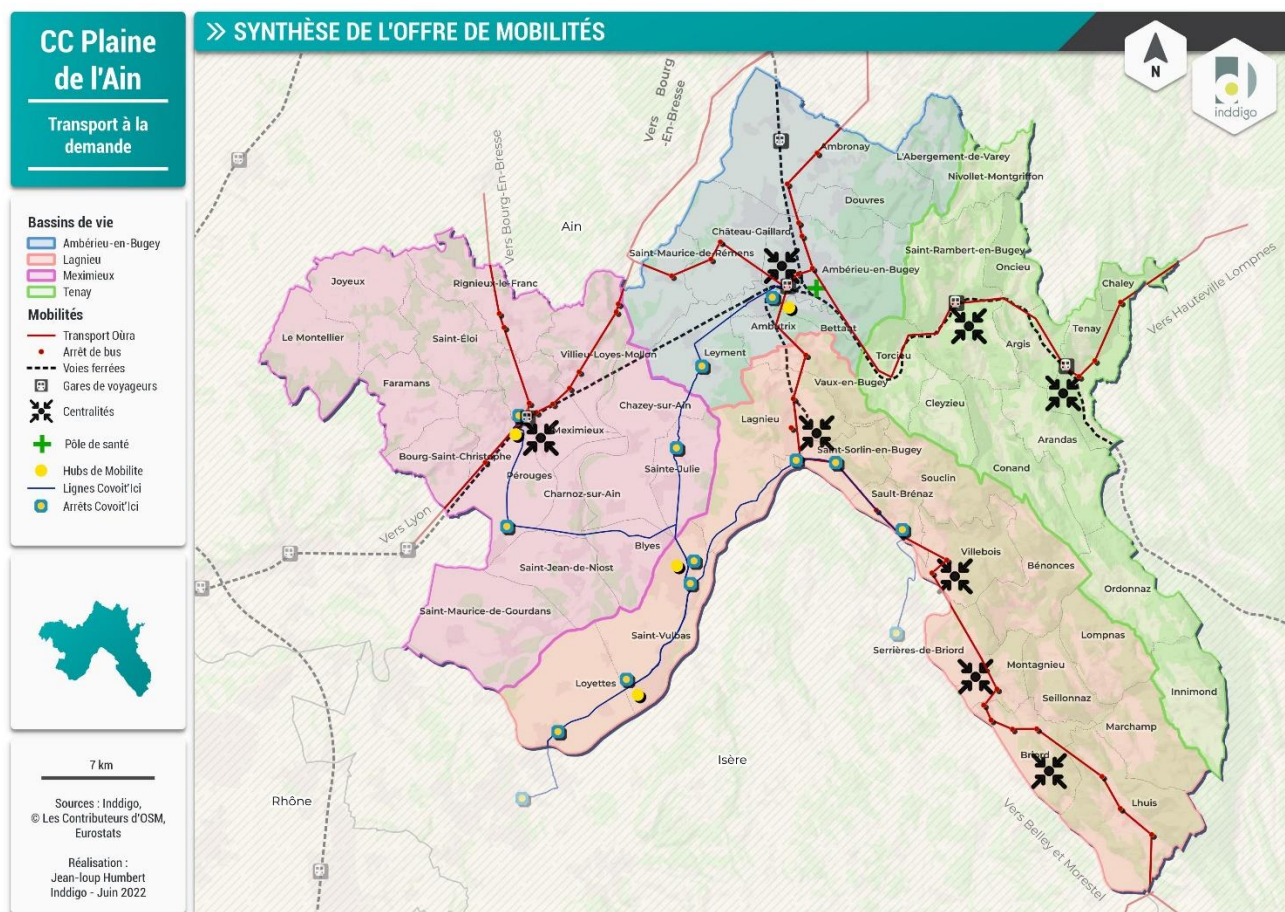 CC Plaine
de l'Ain
Transport à la
demande
>> SYNTHÈSE DE L'OFFRE DE MOBILITÉS
N
inddigo
Bassins de vie
Ambérieu-en-Bugey
Lagnieu
Meximieux
Tenay
Mobilités
Transport Oùra
Arrêt de bus
Voies ferrées
Gares de voyageurs
Centralités
Pôle de santé
Hubs de Mobilite
Lignes Covoit'Ici
Arrêts Covoit'Ici
7 km
Sources : Inddigo,
© Les Contributeurs d'OSM,
Eurostats
Réalisation :
Jean-loup Humbert
Inddigo - Juin 2022
Vers Bourg
-En-Bresse
Vers Bourg-En-Bresse
Ain
Ambronay
L'Abergement-de-Varey
Nivollet-Montgriffon
Douvres
Château-Gaillard
Saint-Maurice-de-Rémens
Saint-Rambert-en-Bugey
Oncieu
Ambérieu-en-Bugey
Chaley
Vers Hauteville Lompnes
Joyeux
Rignieux-le-Franc
Le Montellier
Saint-Éloi
Villieu-Loyes-Mollon
Ambutrix
Bettant
Tenay
Argis
Torcieu
Leyment
Faramans
Vaux-en-Bugey
Cleyzieu
Chazey-sur-Ain
Lagnieu
Meximieux
Arandas
Bourg-Saint-Christophe
Pérouges
Sainte-Julie
Saint-Sorlin-en-Bugey
Conand
Souclin
Charnoz-sur-Ain
Sault-Brénaz
Vers Lyon
Blyes
Villebois
Bénonces
Saint-Jean-de-Niost
Ordonnaz
Saint-Maurice-de-Gourdans
Saint-Vulbas
Lompnas
Serrières-de-Briord
Montagnieu
Loyettes
Seillonnaz
Innimond
Marchamp
Briord
Isère
Lhuis
Rhône
Vers Belley et Morestel